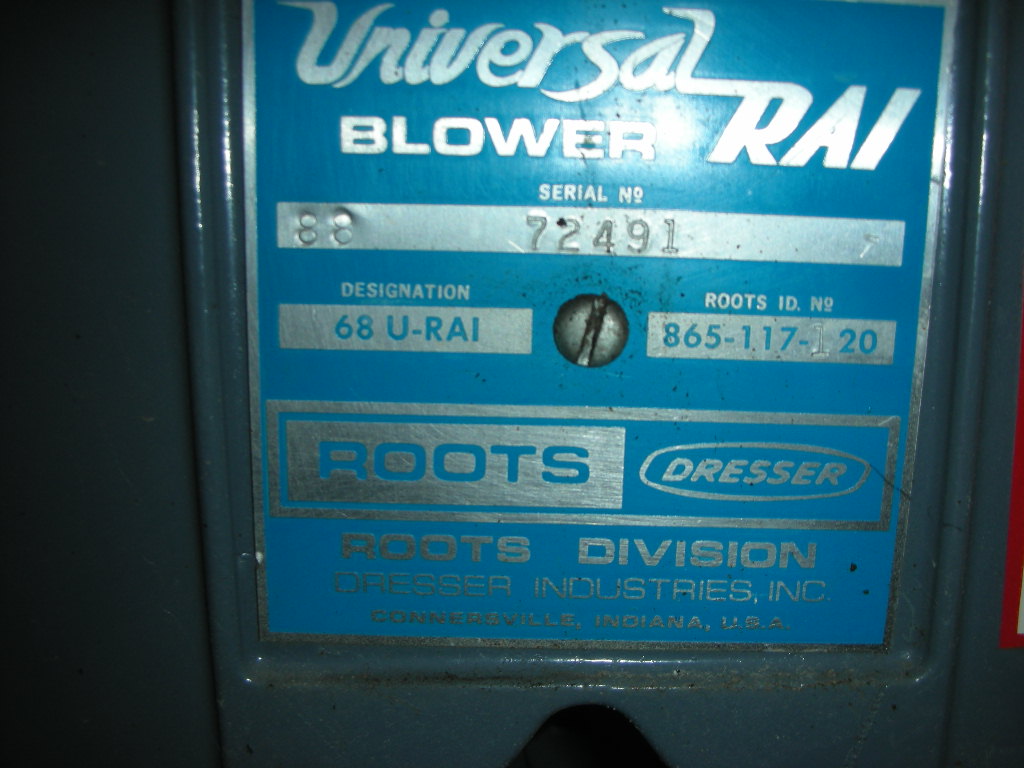 Universal
BLOWER RAI
SERIAL Nº
88 72491
DESIGNATION
68 U-RAI
ROOTS ID. Nº
865-117-120
ROOTS DRESSER
ROOTS DIVISION
DRESSER INDUSTRIES, INC.
CONNERSVILLE, INDIANA, U.S.A.